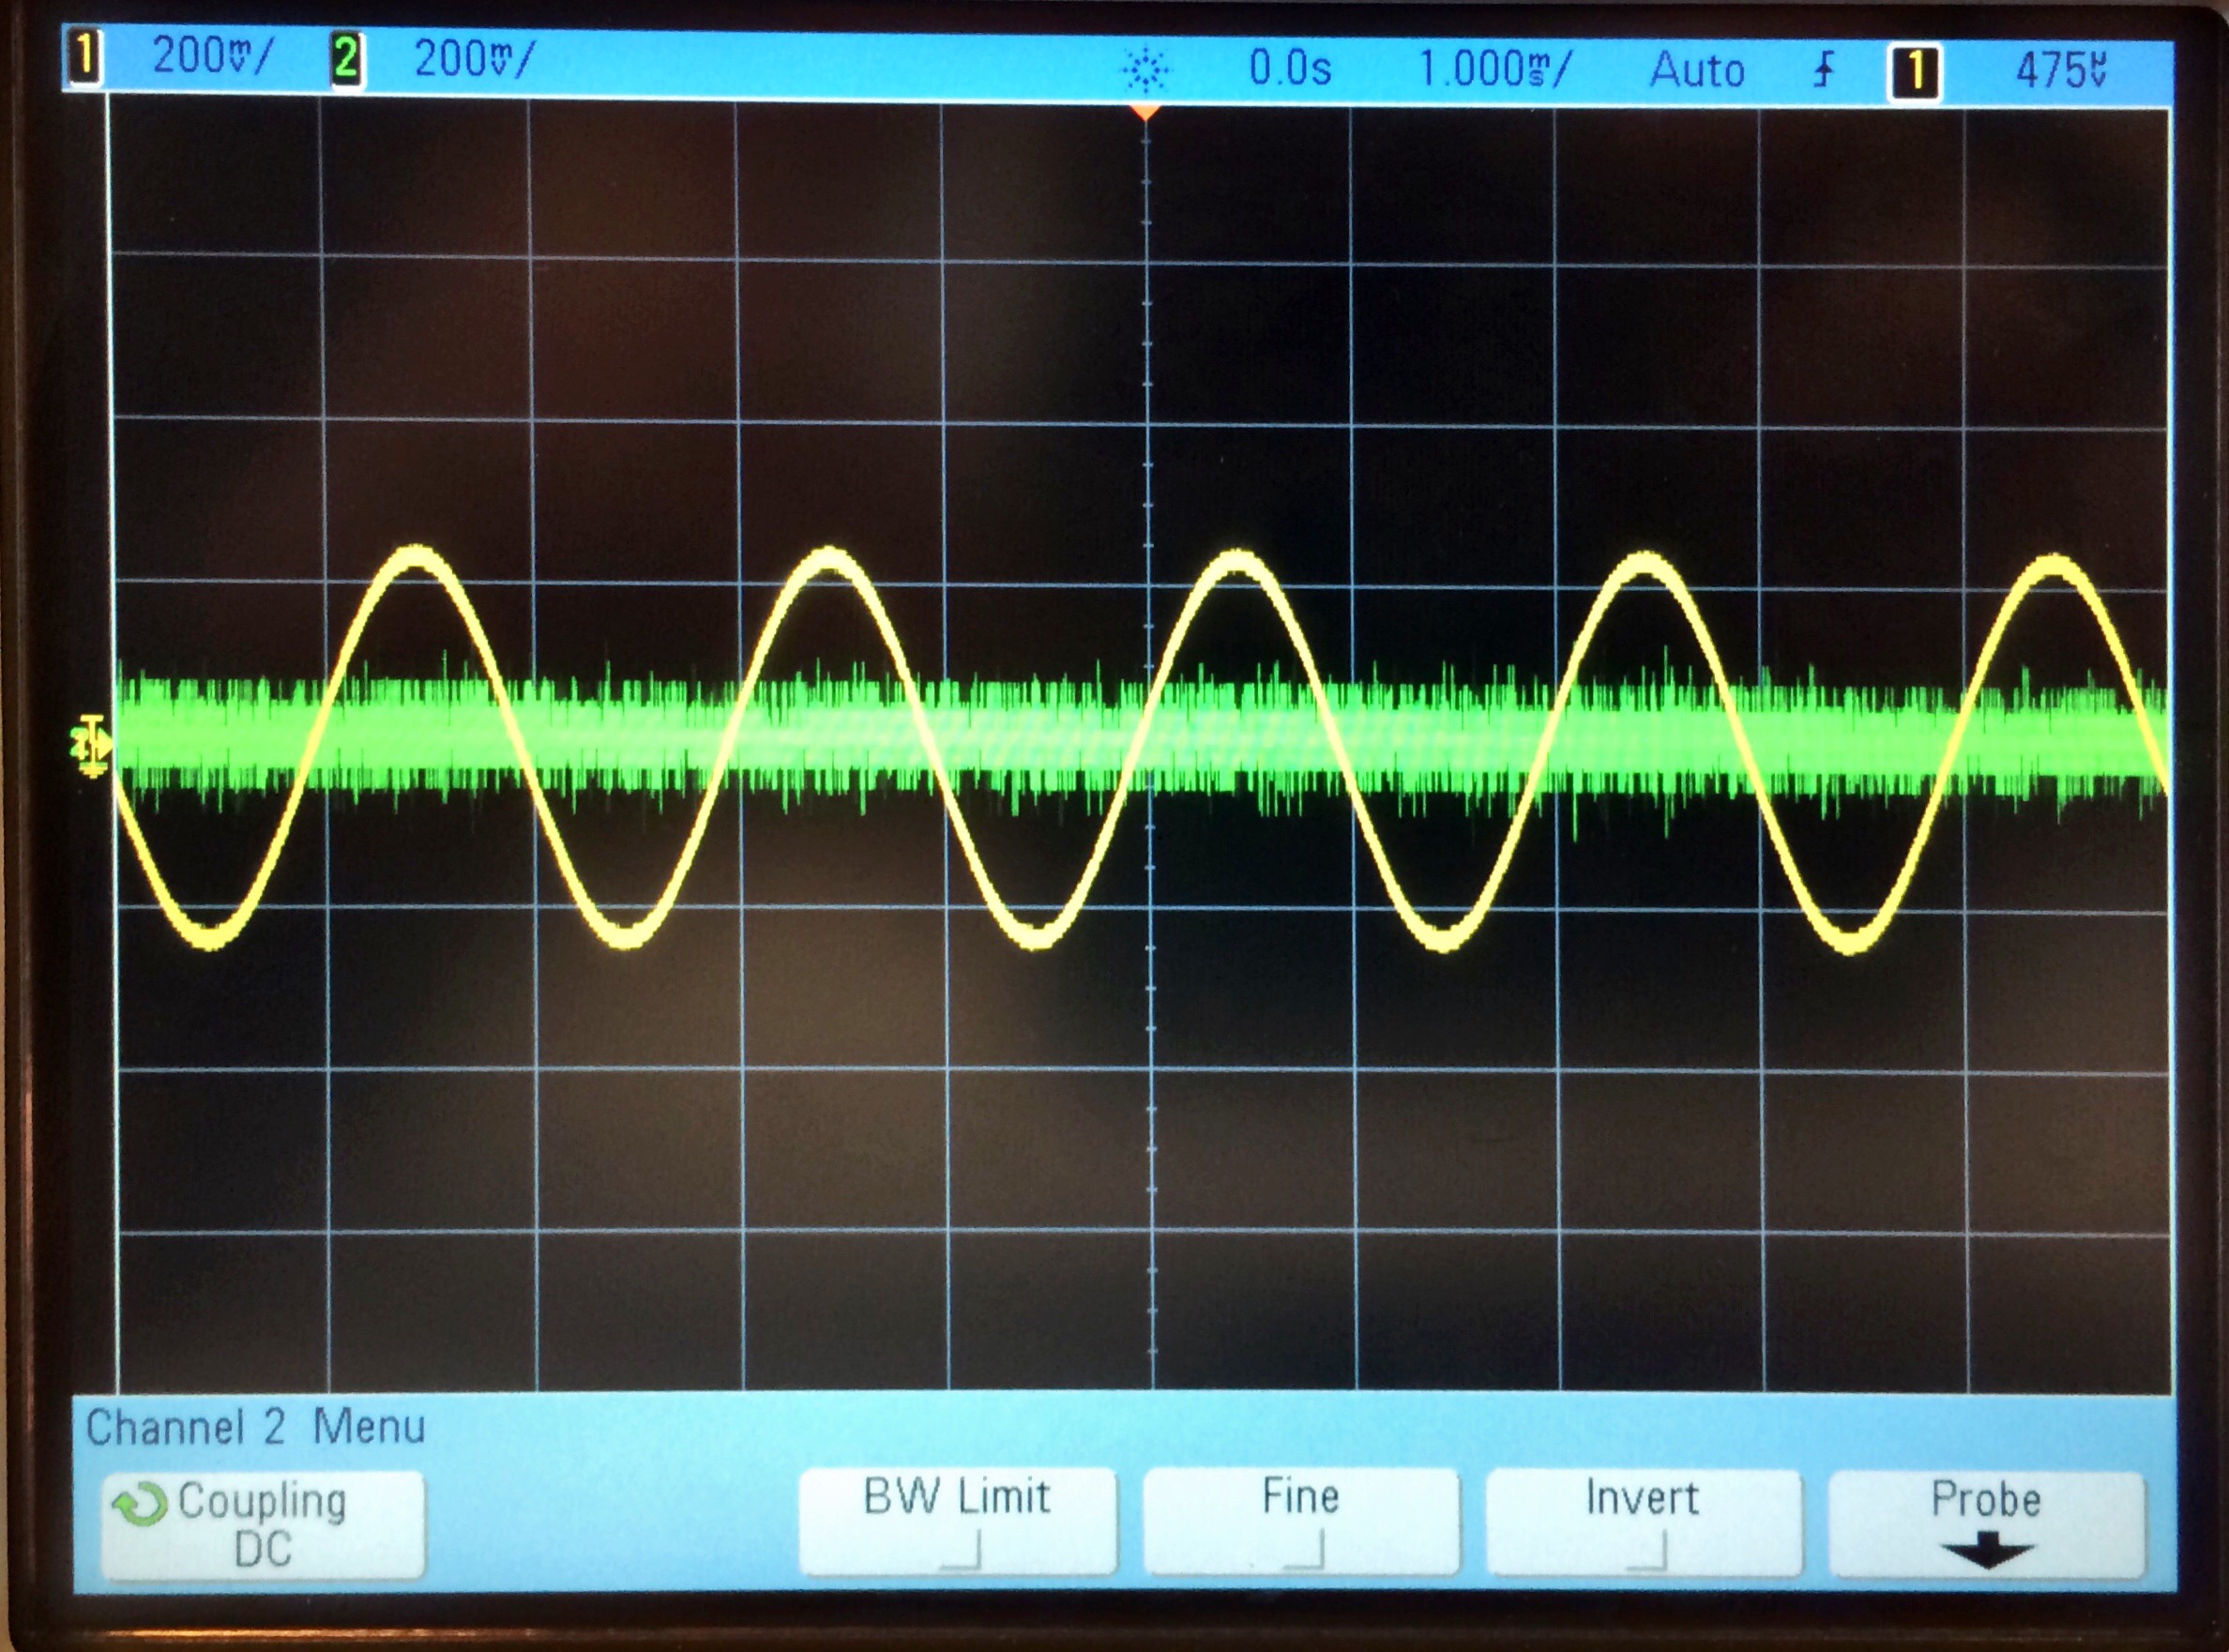 1 200mV/ 2 200mV/ 0.0s 1.000ms/ Auto 1 475µV
Channel 2 Menu
Coupling BW Limit Fine Invert Probe
DC